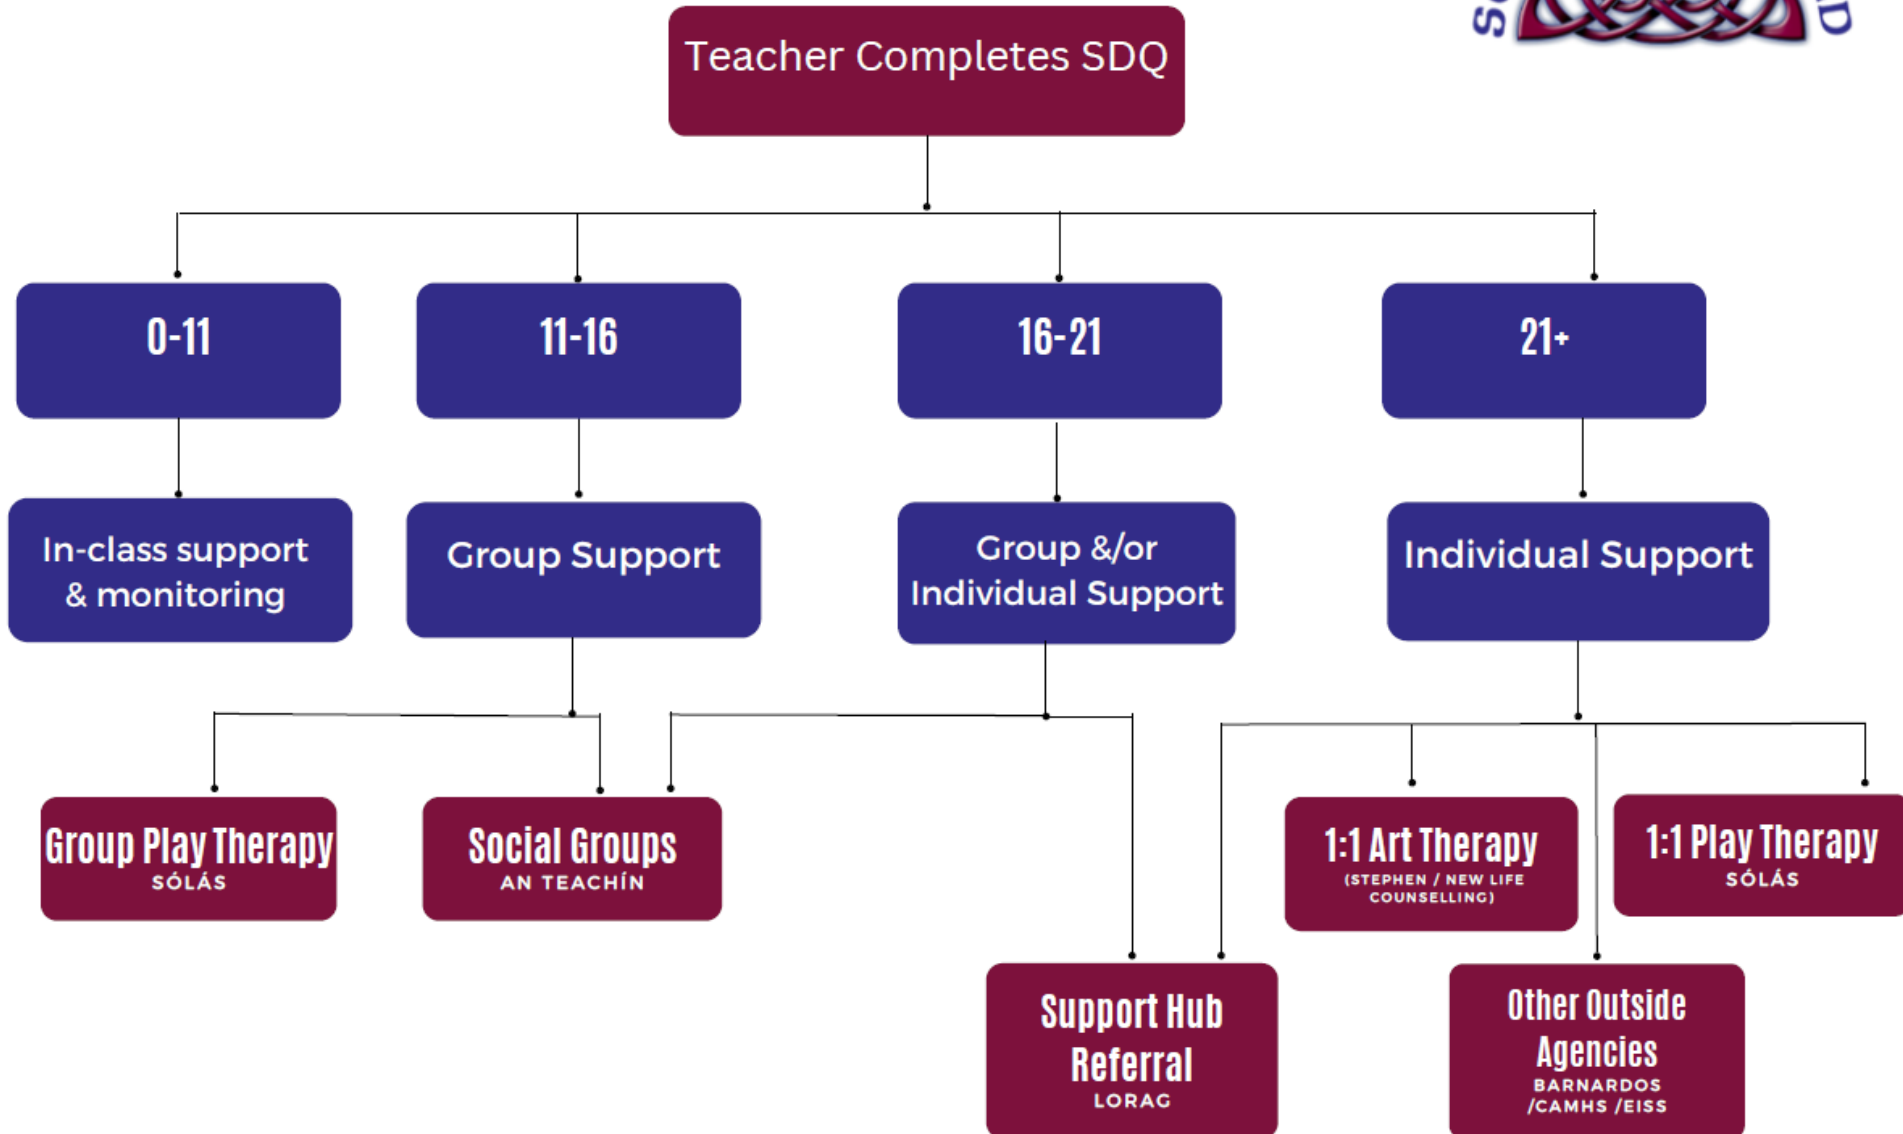 Teacher Completes SDQ
0-11
11-16
16-21
21+
In-class support
& monitoring
Group Support
Group &/or
Individual Support
Individual Support
Group Play Therapy
SÓLÁS
Social Groups
AN TEACHÍN
1:1 Art Therapy
(STEPHEN / NEW LIFE
COUNSELLING)
1:1 Play Therapy
SÓLÁS
Support Hub
Referral
LORAG
Other Outside
Agencies
BARNARDOS
/CAMHS /EISS